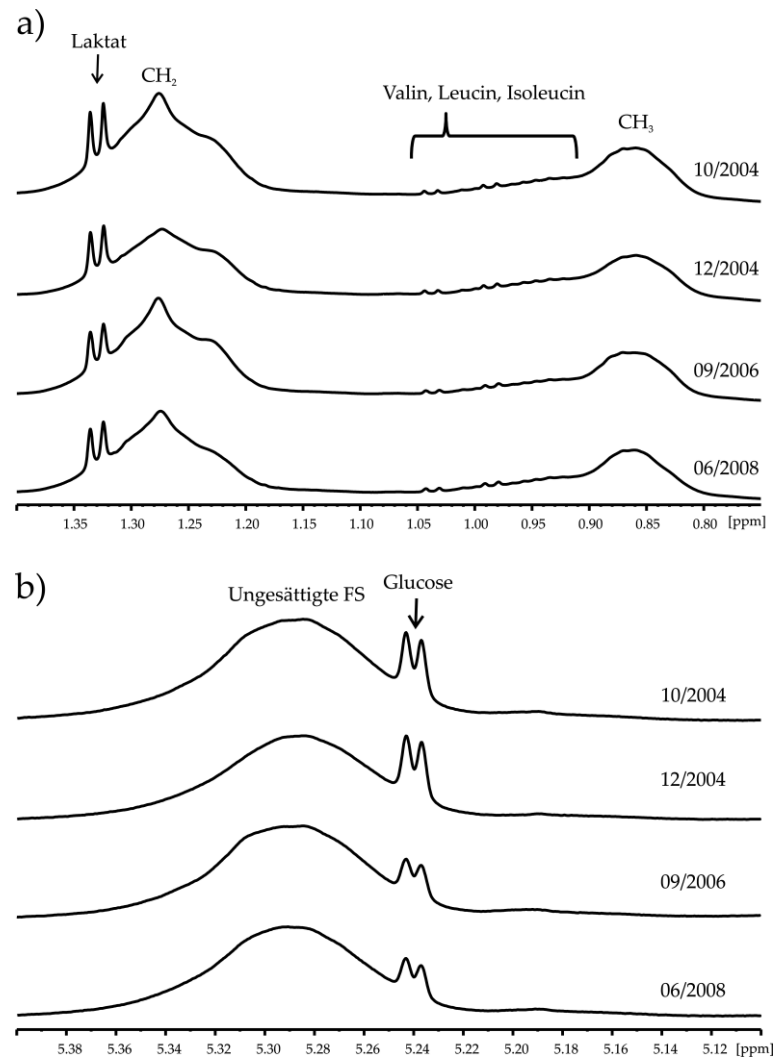 a)
Laktat
CH₂
Valin, Leucin, Isoleucin
CH₃
10/2004
12/2004
09/2006
06/2008
1.35 1.30 1.25 1.20 1.15 1.10 1.05 1.00 0.95 0.90 0.85 0.80 [ppm]
b)
Ungesättigte FS
Glucose
10/2004
12/2004
09/2006
06/2008
5.38 5.36 5.34 5.32 5.30 5.28 5.26 5.24 5.22 5.20 5.18 5.16 5.14 5.12 [ppm]